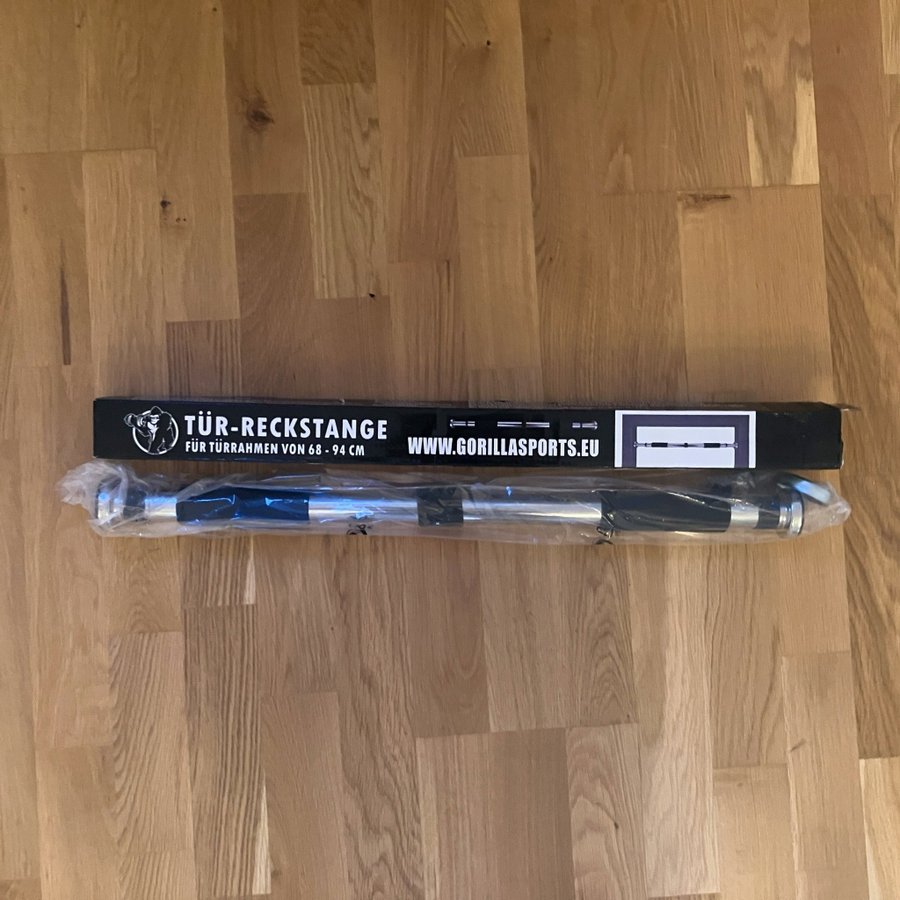 TÜR-RECKSTANGE
FÜR TÜRRAHMEN VON 68 - 94 CM
WWW.GORILLASPORTS.EU